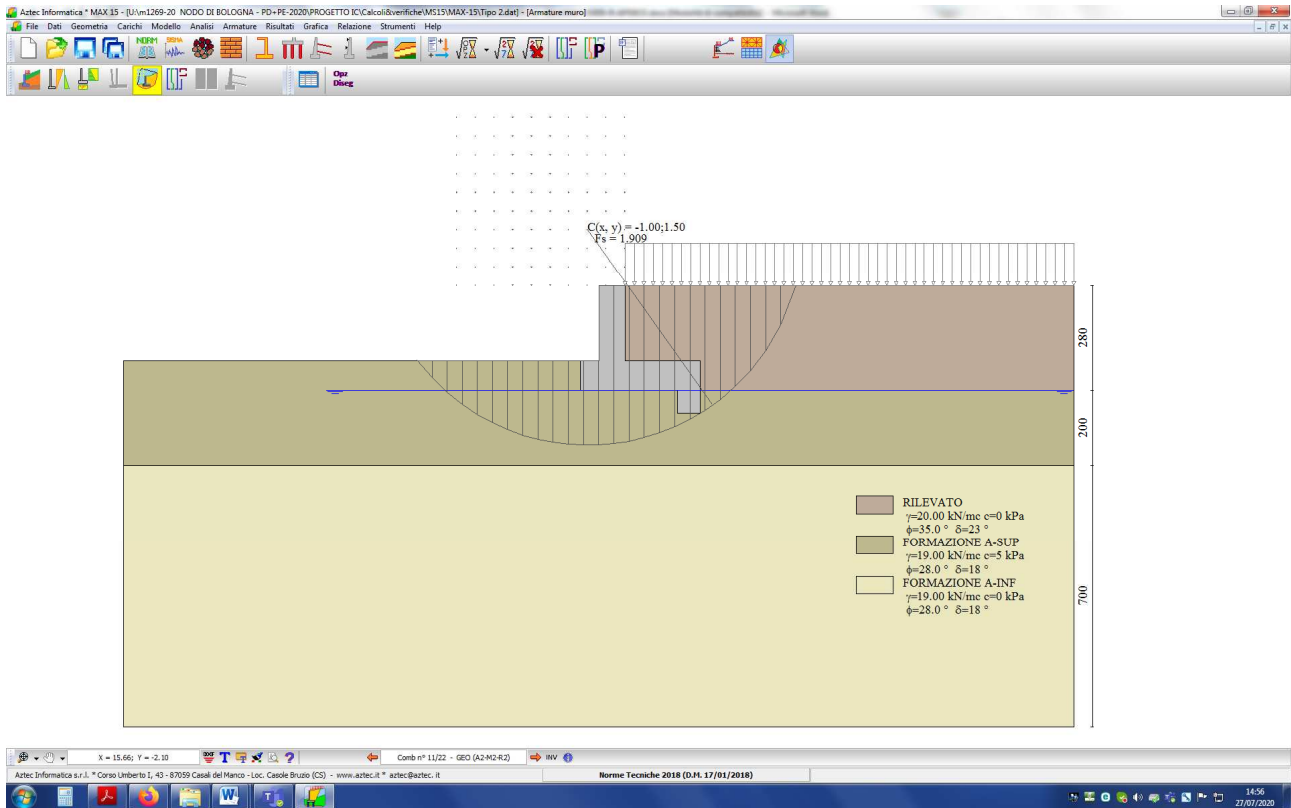 Aztec Informatica * MAX 15 - [U:\m1269-20 NODO DI BOLOGNA - PD+PE-2020\PROGETTO IC\Calcoli&verifiche\MS15\MAX-15\Tipo 2.dat] - [Armature muro]
File Dati Geometria Carichi Modello Analisi Armature Risultati Grafica Relazione Strumenti Help
NORM SISMA
P
Opz
Diseg
C(x, y) = -1.00;1.50
Fs = 1.909
280
200
700
RILEVATO
γ=20.00 kN/mc c=0 kPa
ϕ=35.0 ° δ=23 °
FORMAZIONE A-SUP
γ=19.00 kN/mc c=5 kPa
ϕ=28.0 ° δ=18 °
FORMAZIONE A-INF
γ=19.00 kN/mc c=0 kPa
ϕ=28.0 ° δ=18 °
X = 15.66; Y = -2.10 T ? Comb n° 11/22 - GEO (A2-M2-R2) INV
Aztec Informatica s.r.l. * Corso Umberto I, 43 - 87059 Casali del Manco - Loc. Casole Bruzio (CS) - www.aztec.it * aztec@aztec. it Norme Tecniche 2018 (D.M. 17/01/2018)
14:56
27/07/2020